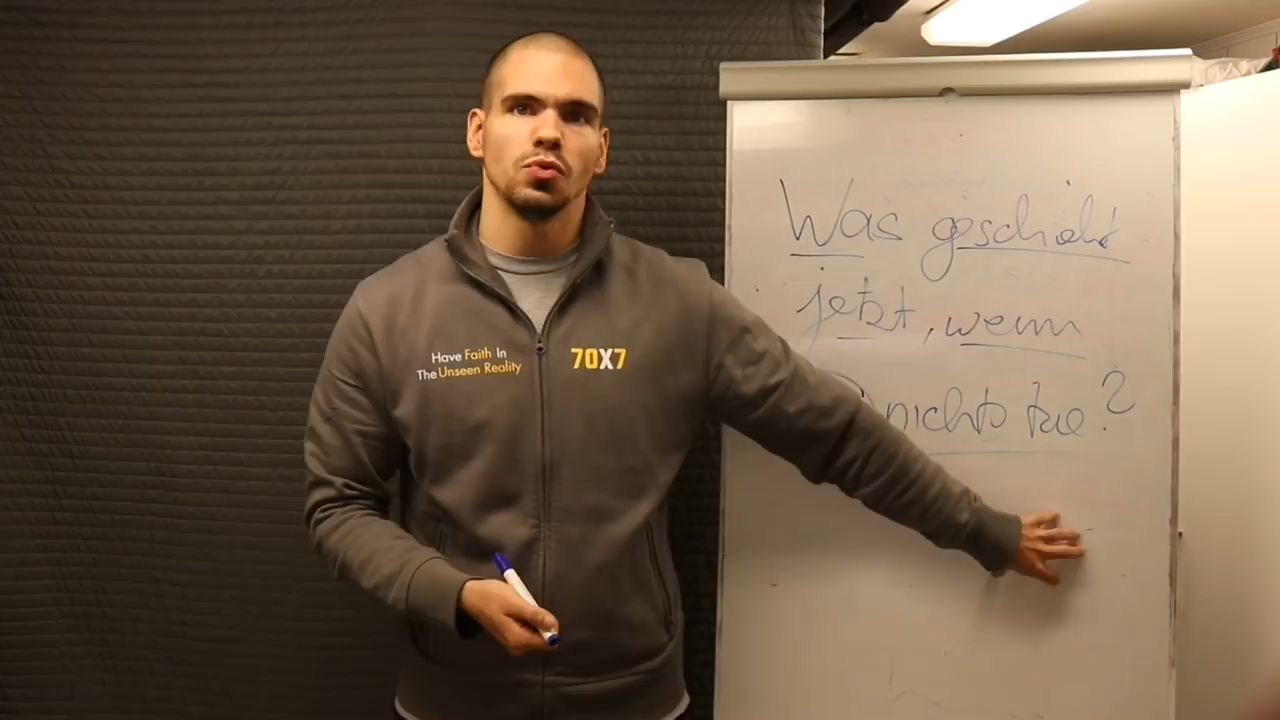 Have Faith In
The Unseen Reality
70X7
Was geschieht
jetzt, wenn
nichts tue?